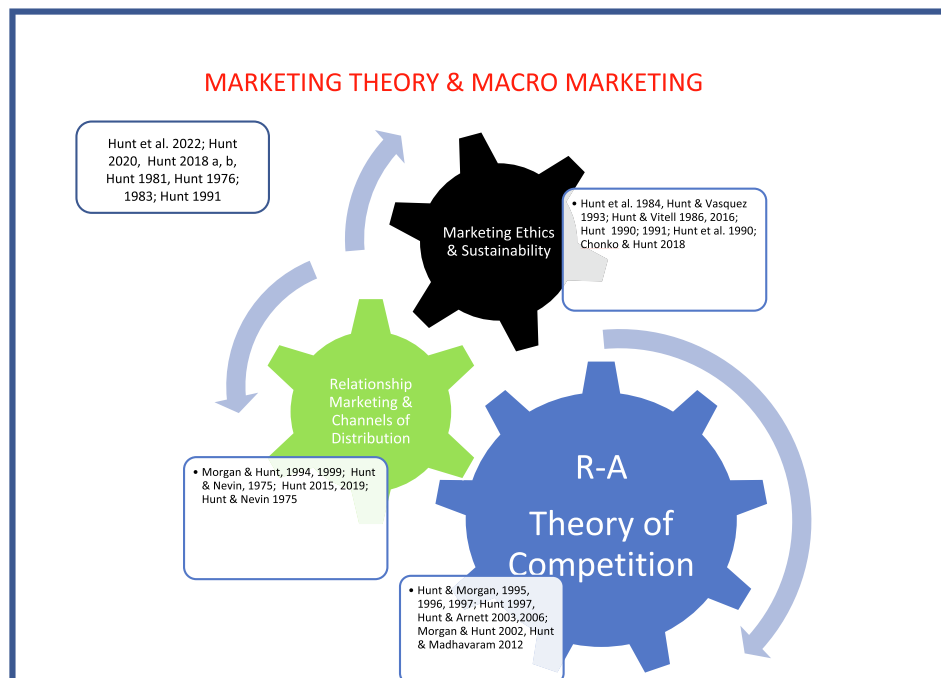 MARKETING THEORY & MACRO MARKETING
Hunt et al. 2022; Hunt
2020, Hunt 2018 a, b,
Hunt 1981, Hunt 1976;
1983; Hunt 1991
Marketing Ethics
& Sustainability
• Hunt et al. 1984, Hunt & Vasquez
1993; Hunt & Vitell 1986, 2016;
Hunt 1990; 1991; Hunt et al. 1990;
Chonko & Hunt 2018
Relationship
Marketing &
Channels of
Distribution
• Morgan & Hunt, 1994, 1999; Hunt
& Nevin, 1975; Hunt 2015, 2019;
Hunt & Nevin 1975
R-A
Theory of
Competition
• Hunt & Morgan, 1995,
1996, 1997; Hunt 1997,
Hunt & Arnett 2003,2006;
Morgan & Hunt 2002, Hunt
& Madhavaram 2012